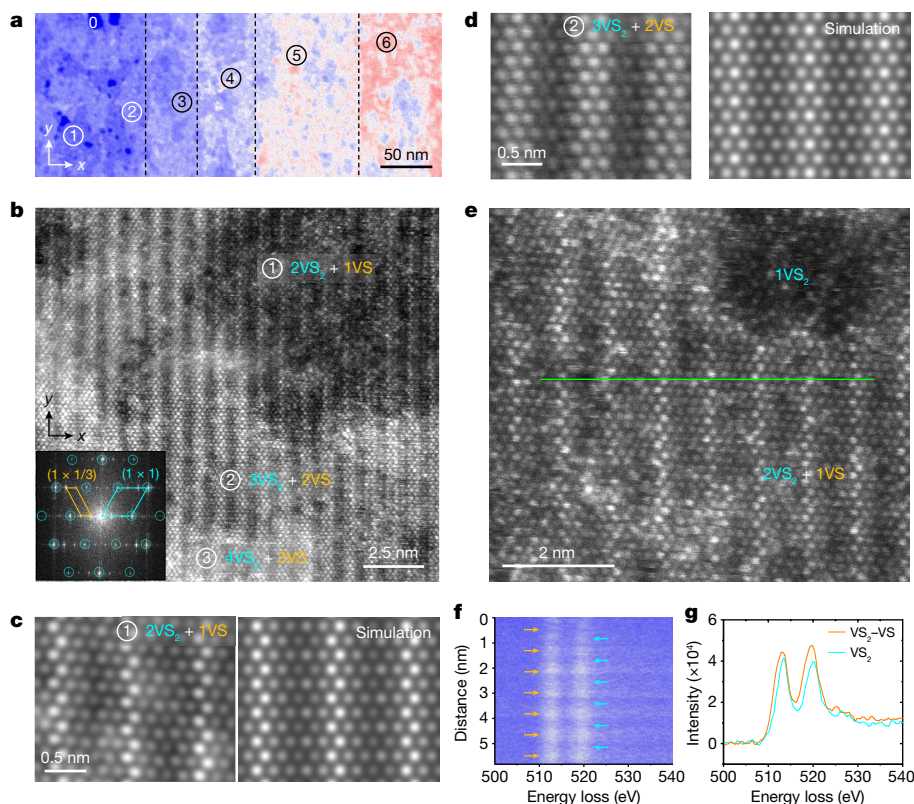 a
0
1
2
3
4
5
6
y
x
50 nm
b
① 2VS₂ + 1VS
y
x
② 3VS₂ + 2VS
(1 × 1/3)
(1 × 1)
③ 4VS₂ + 3VS
2.5 nm
c
① 2VS₂ + 1VS
Simulation
0.5 nm
d
② 3VS₂ + 2VS
Simulation
0.5 nm
e
1VS₂
2VS₂ + 1VS
2 nm
f
Distance (nm)
0
1
2
3
4
5
500 510 520 530 540
Energy loss (eV)
g
Intensity (×10⁴)
6
4
2
0
VS₂–VS
VS₂
500 510 520 530 540
Energy loss (eV)